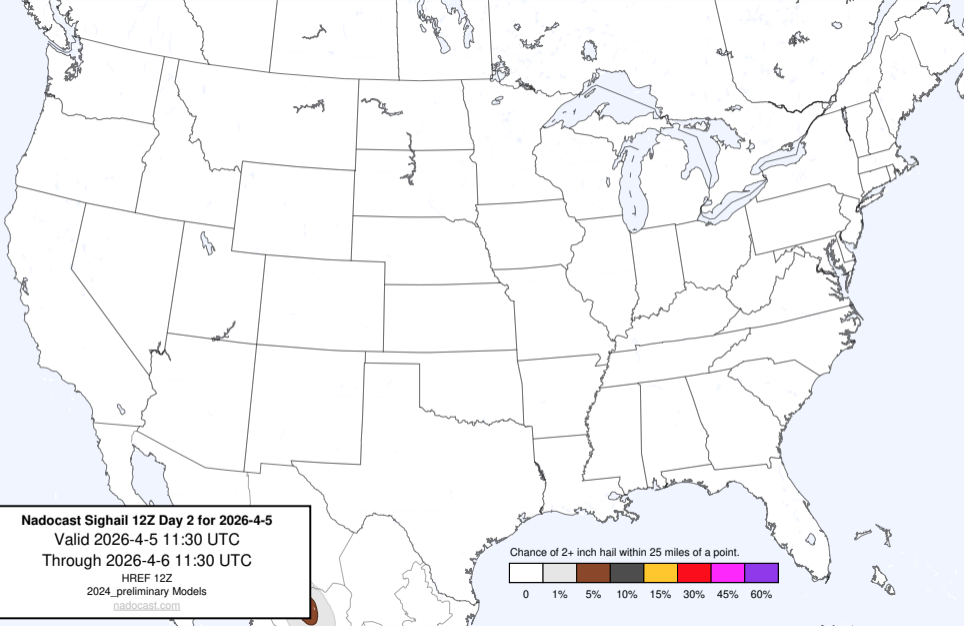 Nadocast Sighail 12Z Day 2 for 2026-4-5
Valid 2026-4-5 11:30 UTC
Through 2026-4-6 11:30 UTC
HREF 12Z
2024_preliminary Models
nadocast.com
Chance of 2+ inch hail within 25 miles of a point.
0 1% 5% 10% 15% 30% 45% 60%